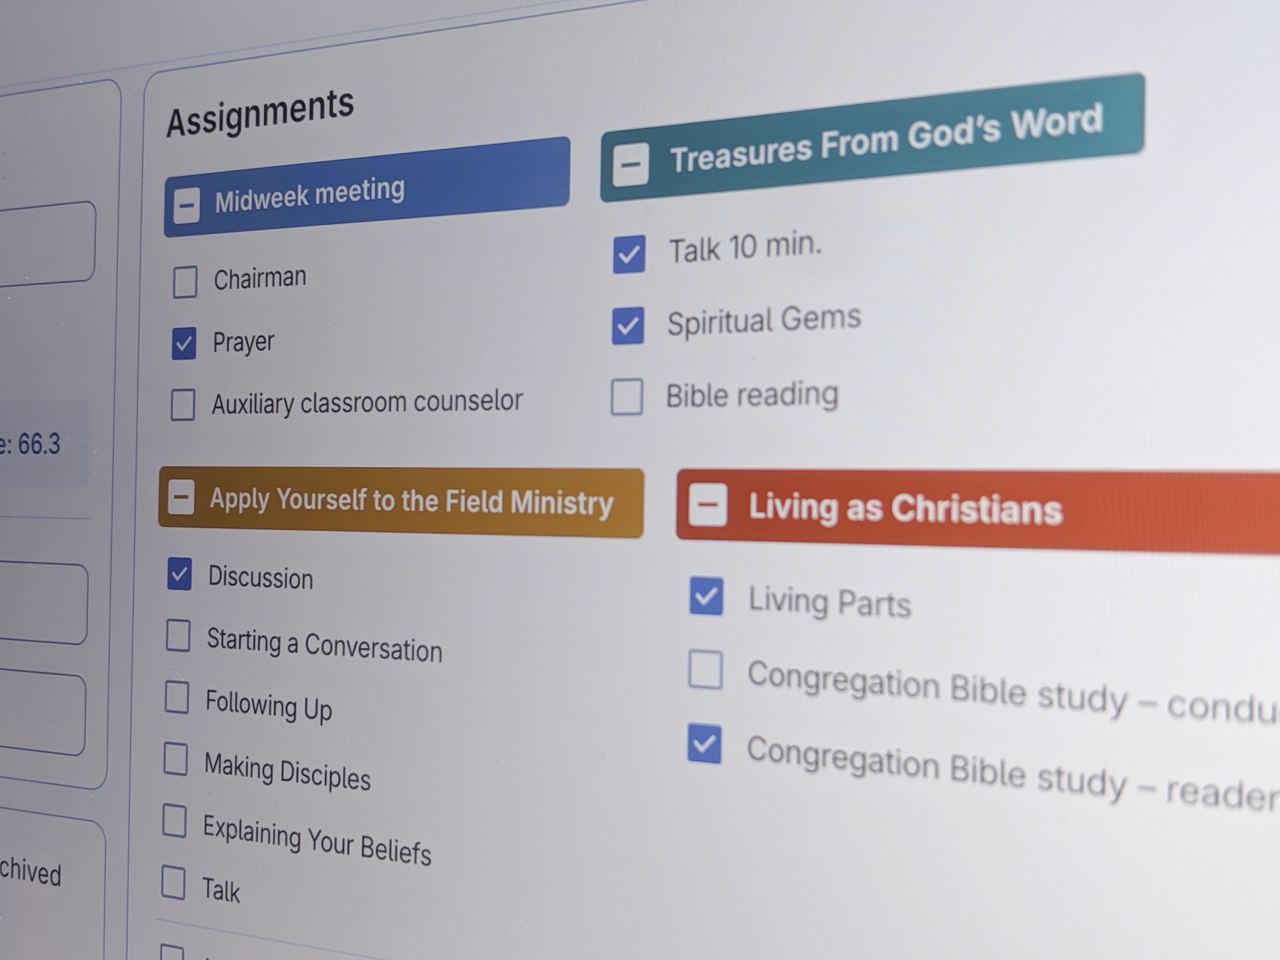 Assignments
Midweek meeting
Chairman
Prayer
Auxiliary classroom counselor
Treasures From God's Word
Talk 10 min.
Spiritual Gems
Bible reading
e: 66.3
Apply Yourself to the Field Ministry
Discussion
Starting a Conversation
Following Up
Making Disciples
Explaining Your Beliefs
Talk
Living as Christians
Living Parts
Congregation Bible study – condu
Congregation Bible study – reader
chived